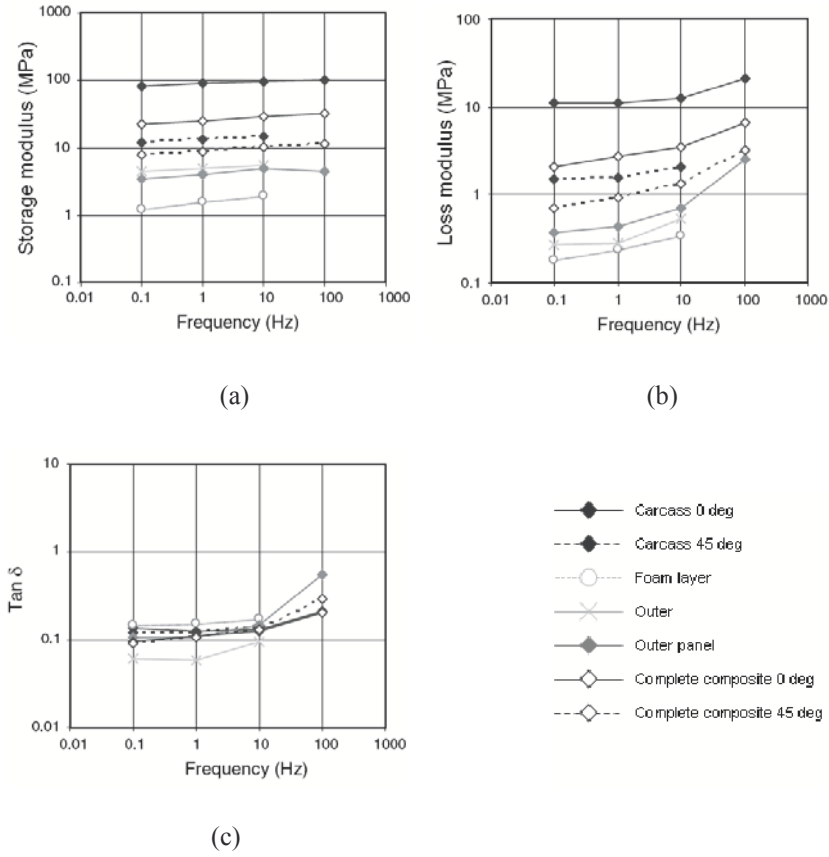 1000
100
10
1
0.1
Storage modulus (MPa)
0.01 0.1 1 10 100 1000
Frequency (Hz)
(a)
100
10
1
0.1
Loss modulus (MPa)
0.01 0.1 1 10 100 1000
Frequency (Hz)
(b)
10
1
0.1
0.01
Tan δ
0.01 0.1 1 10 100 1000
Frequency (Hz)
(c)
Carcass 0 deg
Carcass 45 deg
Foam layer
Outer
Outer panel
Complete composite 0 deg
Complete composite 45 deg